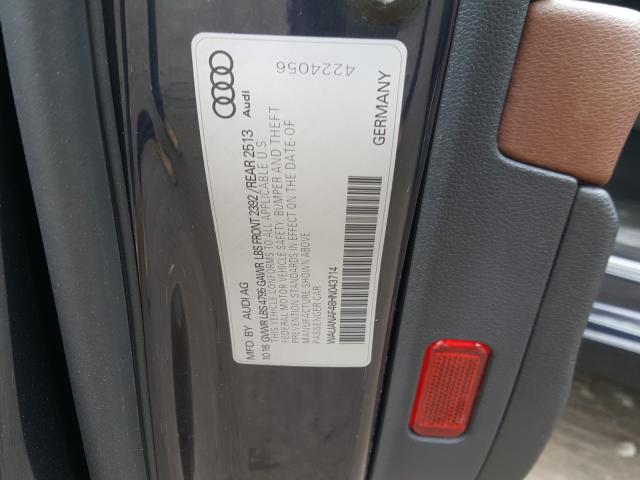 MFD. BY AUDI AG
10 16 GVWR LBS 4795 GAWR LBS FRONT 2392 / REAR 2513
THIS VEHICLE CONFORMS TO ALL APPLICABLE U S
FEDERAL MOTOR VEHICLE SAFETY, BUMPER AND THEFT
PREVENTION STANDARDS IN EFFECT ON THE DATE OF
MANUFACTURE SHOWN ABOVE
PASSENGER CAR
WAUANAF48HN043714
Audi
GERMANY
4224056